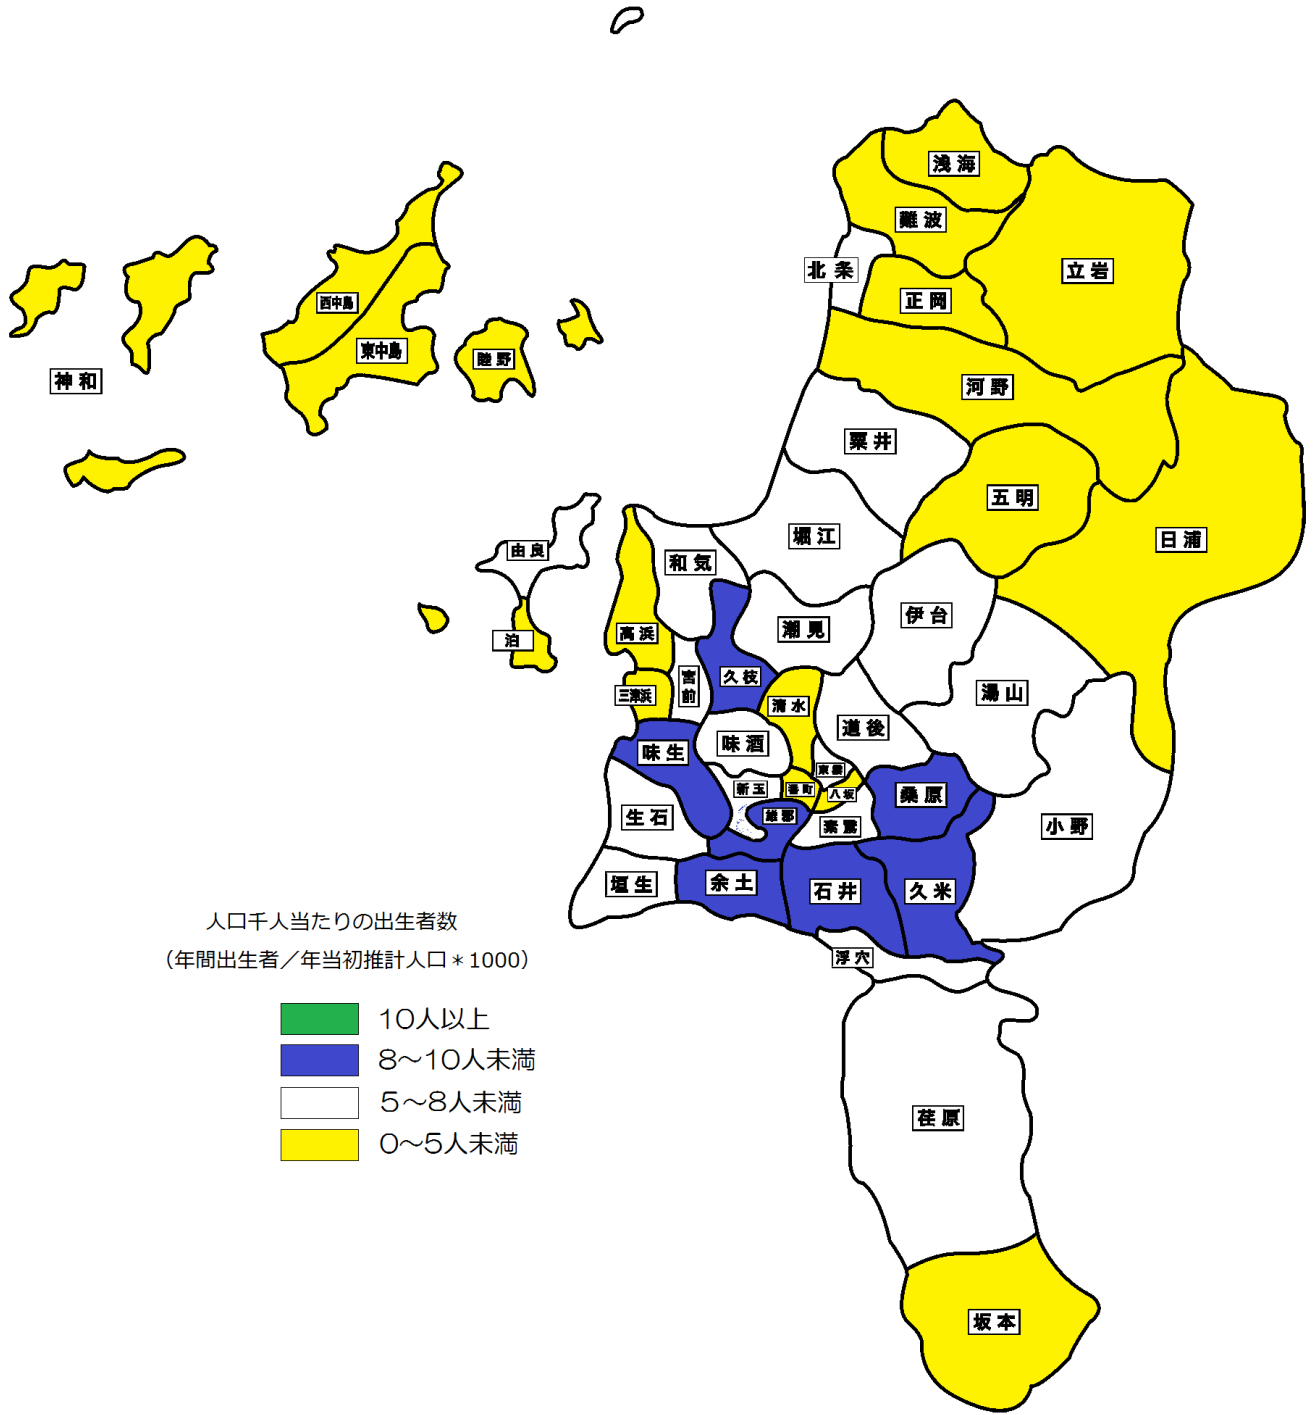 浅海
難波
立岩
北条
正岡
西中島
東中島
睦野
神和
河野
粟井
五明
堀江
日浦
由良
和気
伊台
潮見
高浜
泊
久枝
宮前
湯山
三津浜
清水
道後
味酒
味生
東雲
新玉
番町
八坂
桑原
雄郡
生石
素鵞
小野
垣生
余土
石井
久米
浮穴
人口千人当たりの出生者数
(年間出生者／年当初推計人口＊1000)
10人以上
8～10人未満
5～8人未満
0～5人未満
荏原
坂本